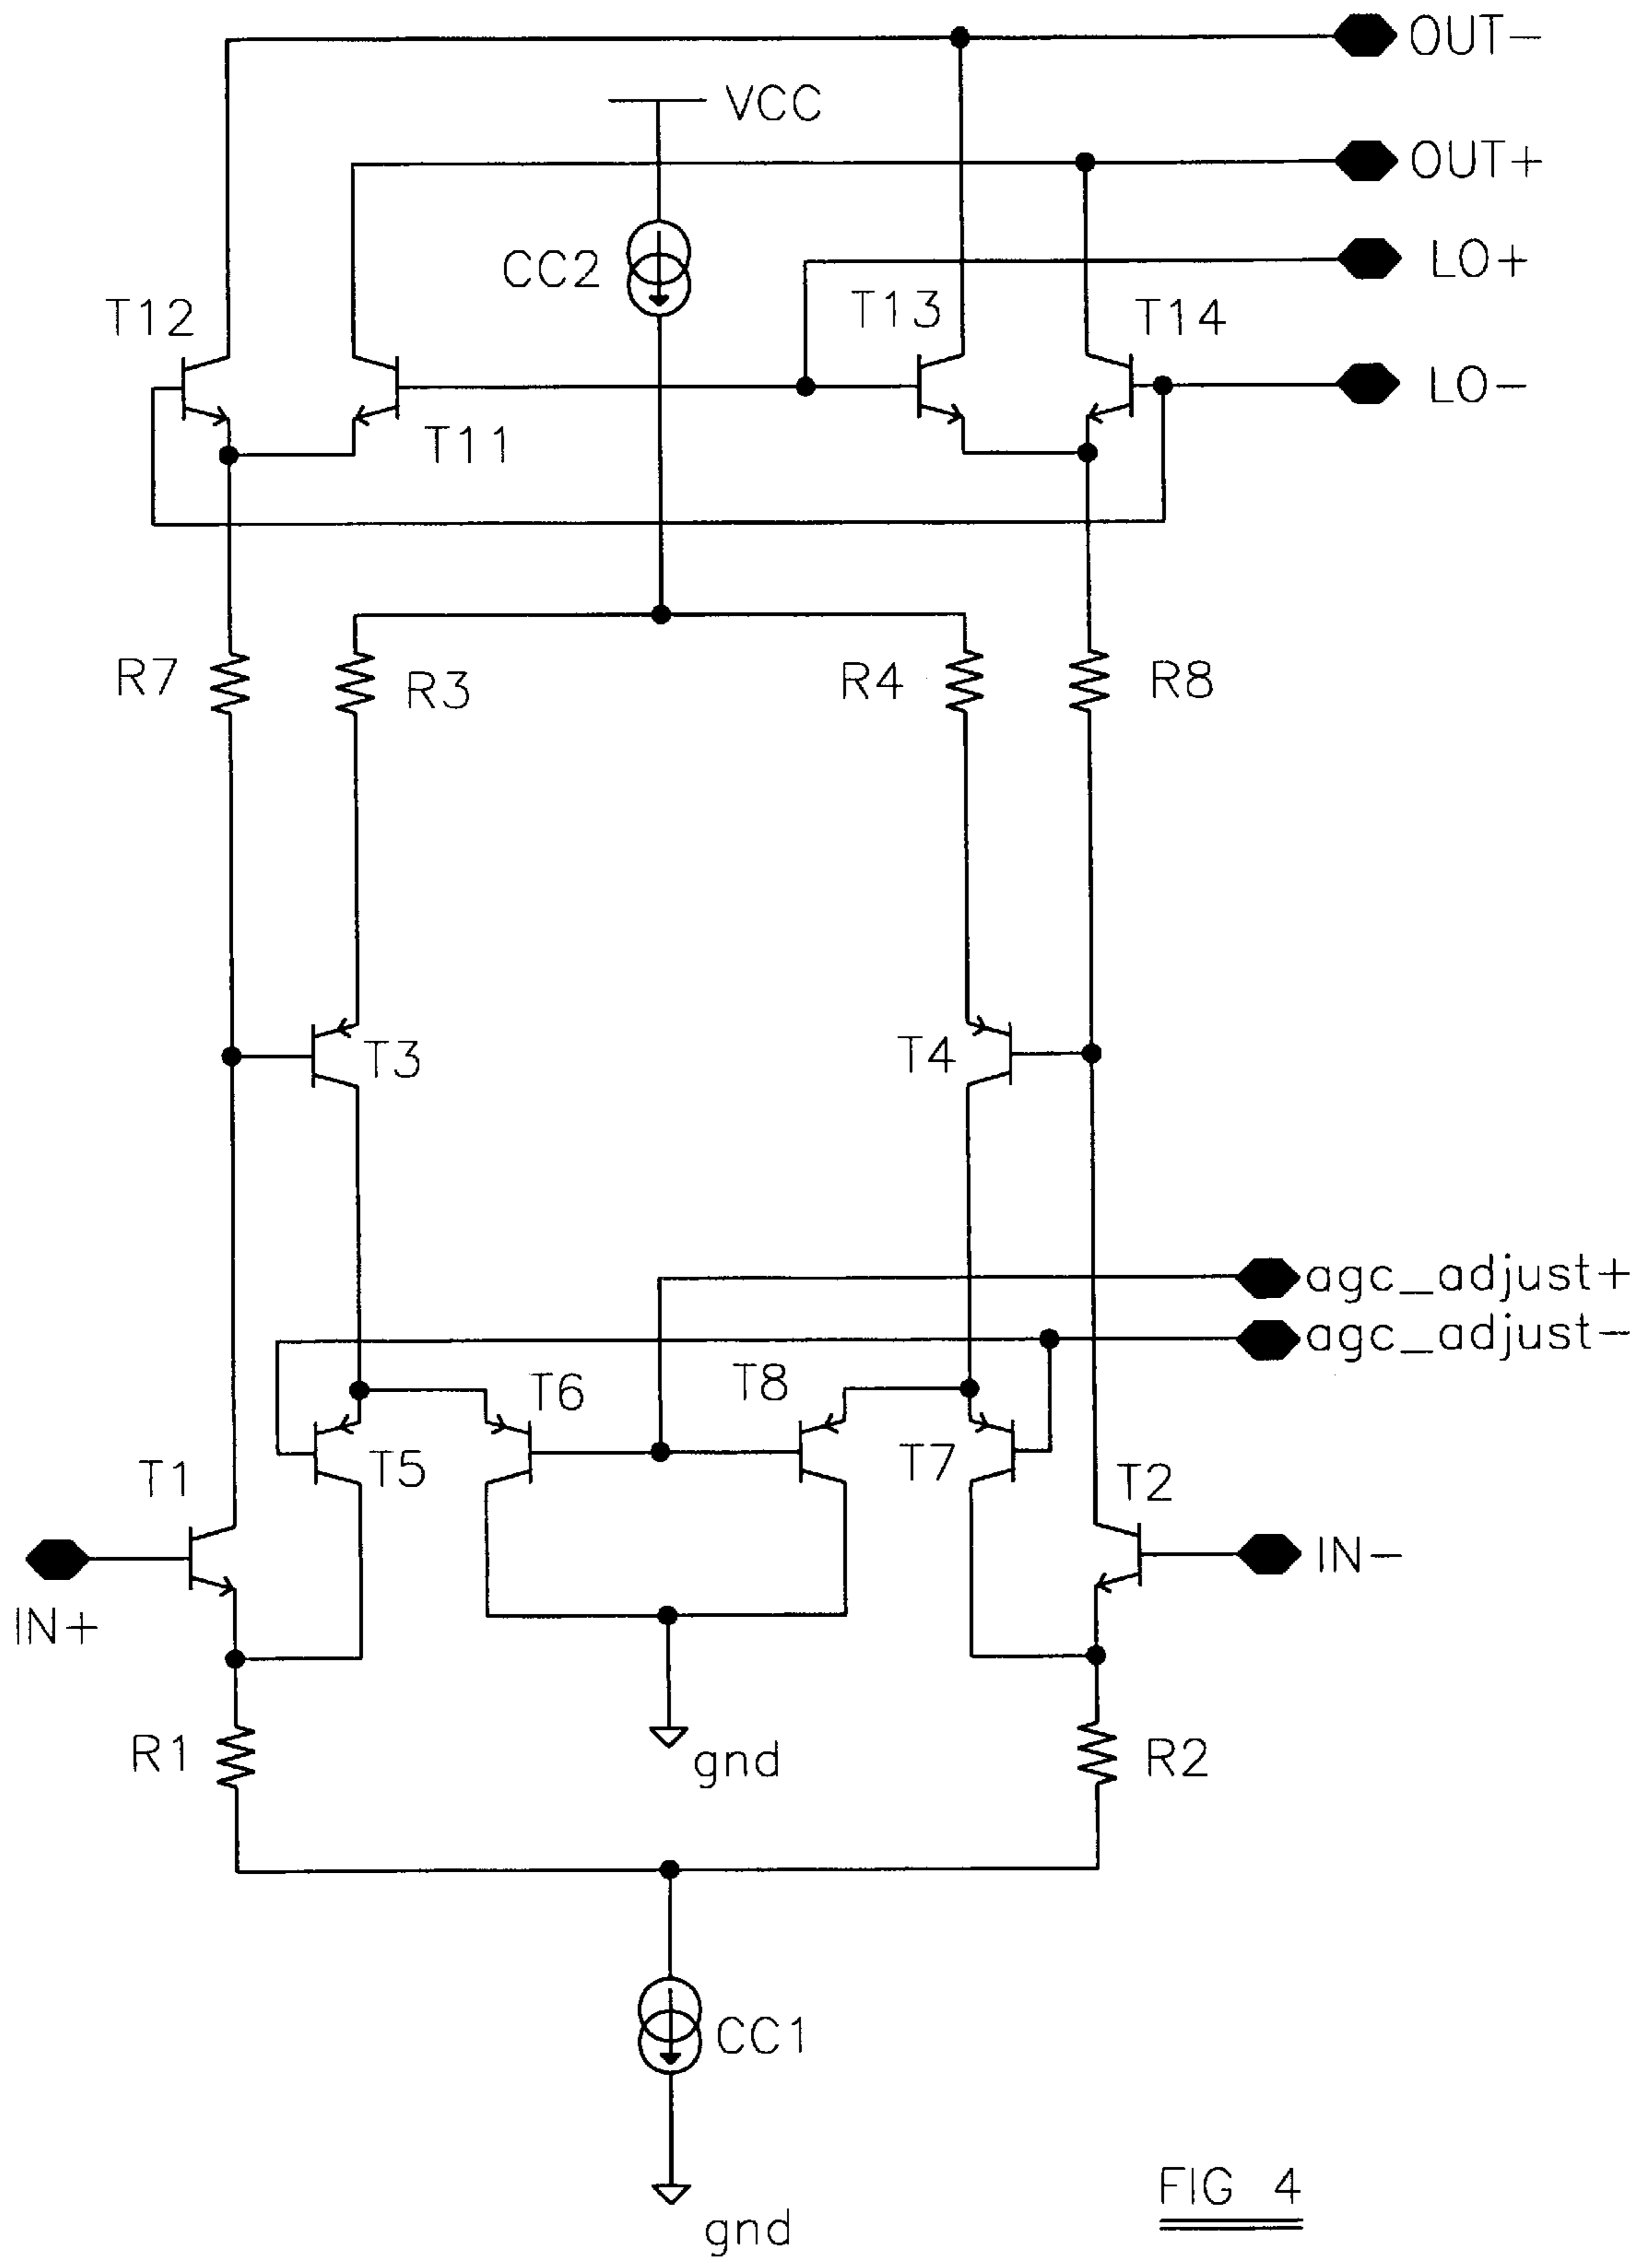 OUT-
VCC
OUT+
CC2
LO+
T12
T13
T14
LO-
T11
R7
R3
R4
R8
T3
T4
agc_adjust+
agc_adjust-
T6
T8
T5
T7
T1
T2
IN-
IN+
R1
gnd
R2
CC1
gnd
FIG 4